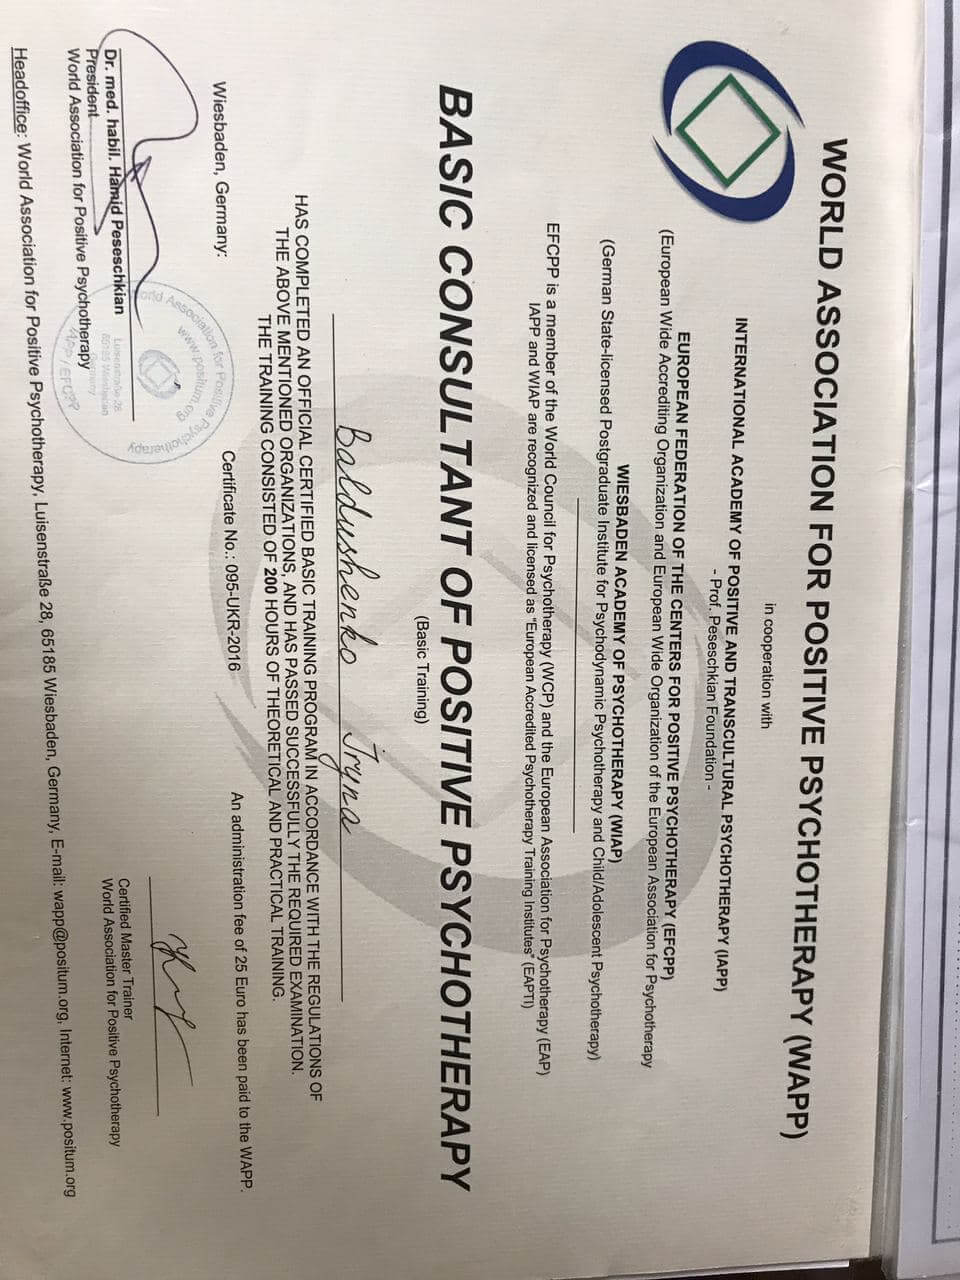 WORLD ASSOCIATION FOR POSITIVE PSYCHOTHERAPY (WAPP)
in cooperation with
INTERNATIONAL ACADEMY OF POSITIVE AND TRANSCULTURAL PSYCHOTHERAPY (IAPP)
- Prof. Peseschkian Foundation -
EUROPEAN FEDERATION OF THE CENTERS FOR POSITIVE PSYCHOTHERAPY (EFCPP)
(European Wide Accrediting Organization and European Wide Organization of the European Association for Psychotherapy
WIESBADEN ACADEMY OF PSYCHOTHERAPY (WIAP)
(German State-licensed Postgraduate Institute for Psychodynamic Psychotherapy and Child/Adolescent Psychotherapy)
EFCPP is a member of the World Council for Psychotherapy (WCP) and the European Association for Psychotherapy (EAP)
IAPP and WIAP are recognized and licensed as "European Accredited Psychotherapy Training Institutes" (EAPTI)
BASIC CONSULTANT OF POSITIVE PSYCHOTHERAPY
(Basic Training)
Baldushenko Iryna
HAS COMPLETED AN OFFICIAL CERTIFIED BASIC TRAINING PROGRAM IN ACCORDANCE WITH THE REGULATIONS OF
THE ABOVE MENTIONED ORGANIZATIONS, AND HAS PASSED SUCCESSFULLY THE REQUIRED EXAMINATION.
THE TRAINING CONSISTED OF 200 HOURS OF THEORETICAL AND PRACTICAL TRAINING.
Wiesbaden, Germany:
Certificate No.: 095-UKR-2016
An administration fee of 25 Euro has been paid to the WAPP.
World Association for Positive Psychotherapy
www.positum.org
Luisenstraße 28
65185 Wiesbaden
Germany
IAPP / EFCPP
Dr. med. habil. Hamid Peseschkian
President
World Association for Positive Psychotherapy
Certified Master Trainer
World Association for Positive Psychotherapy
Headoffice: World Association for Positive Psychotherapy, Luisenstraße 28, 65185 Wiesbaden, Germany, E-mail: wapp@positum.org, Internet: www.positum.org